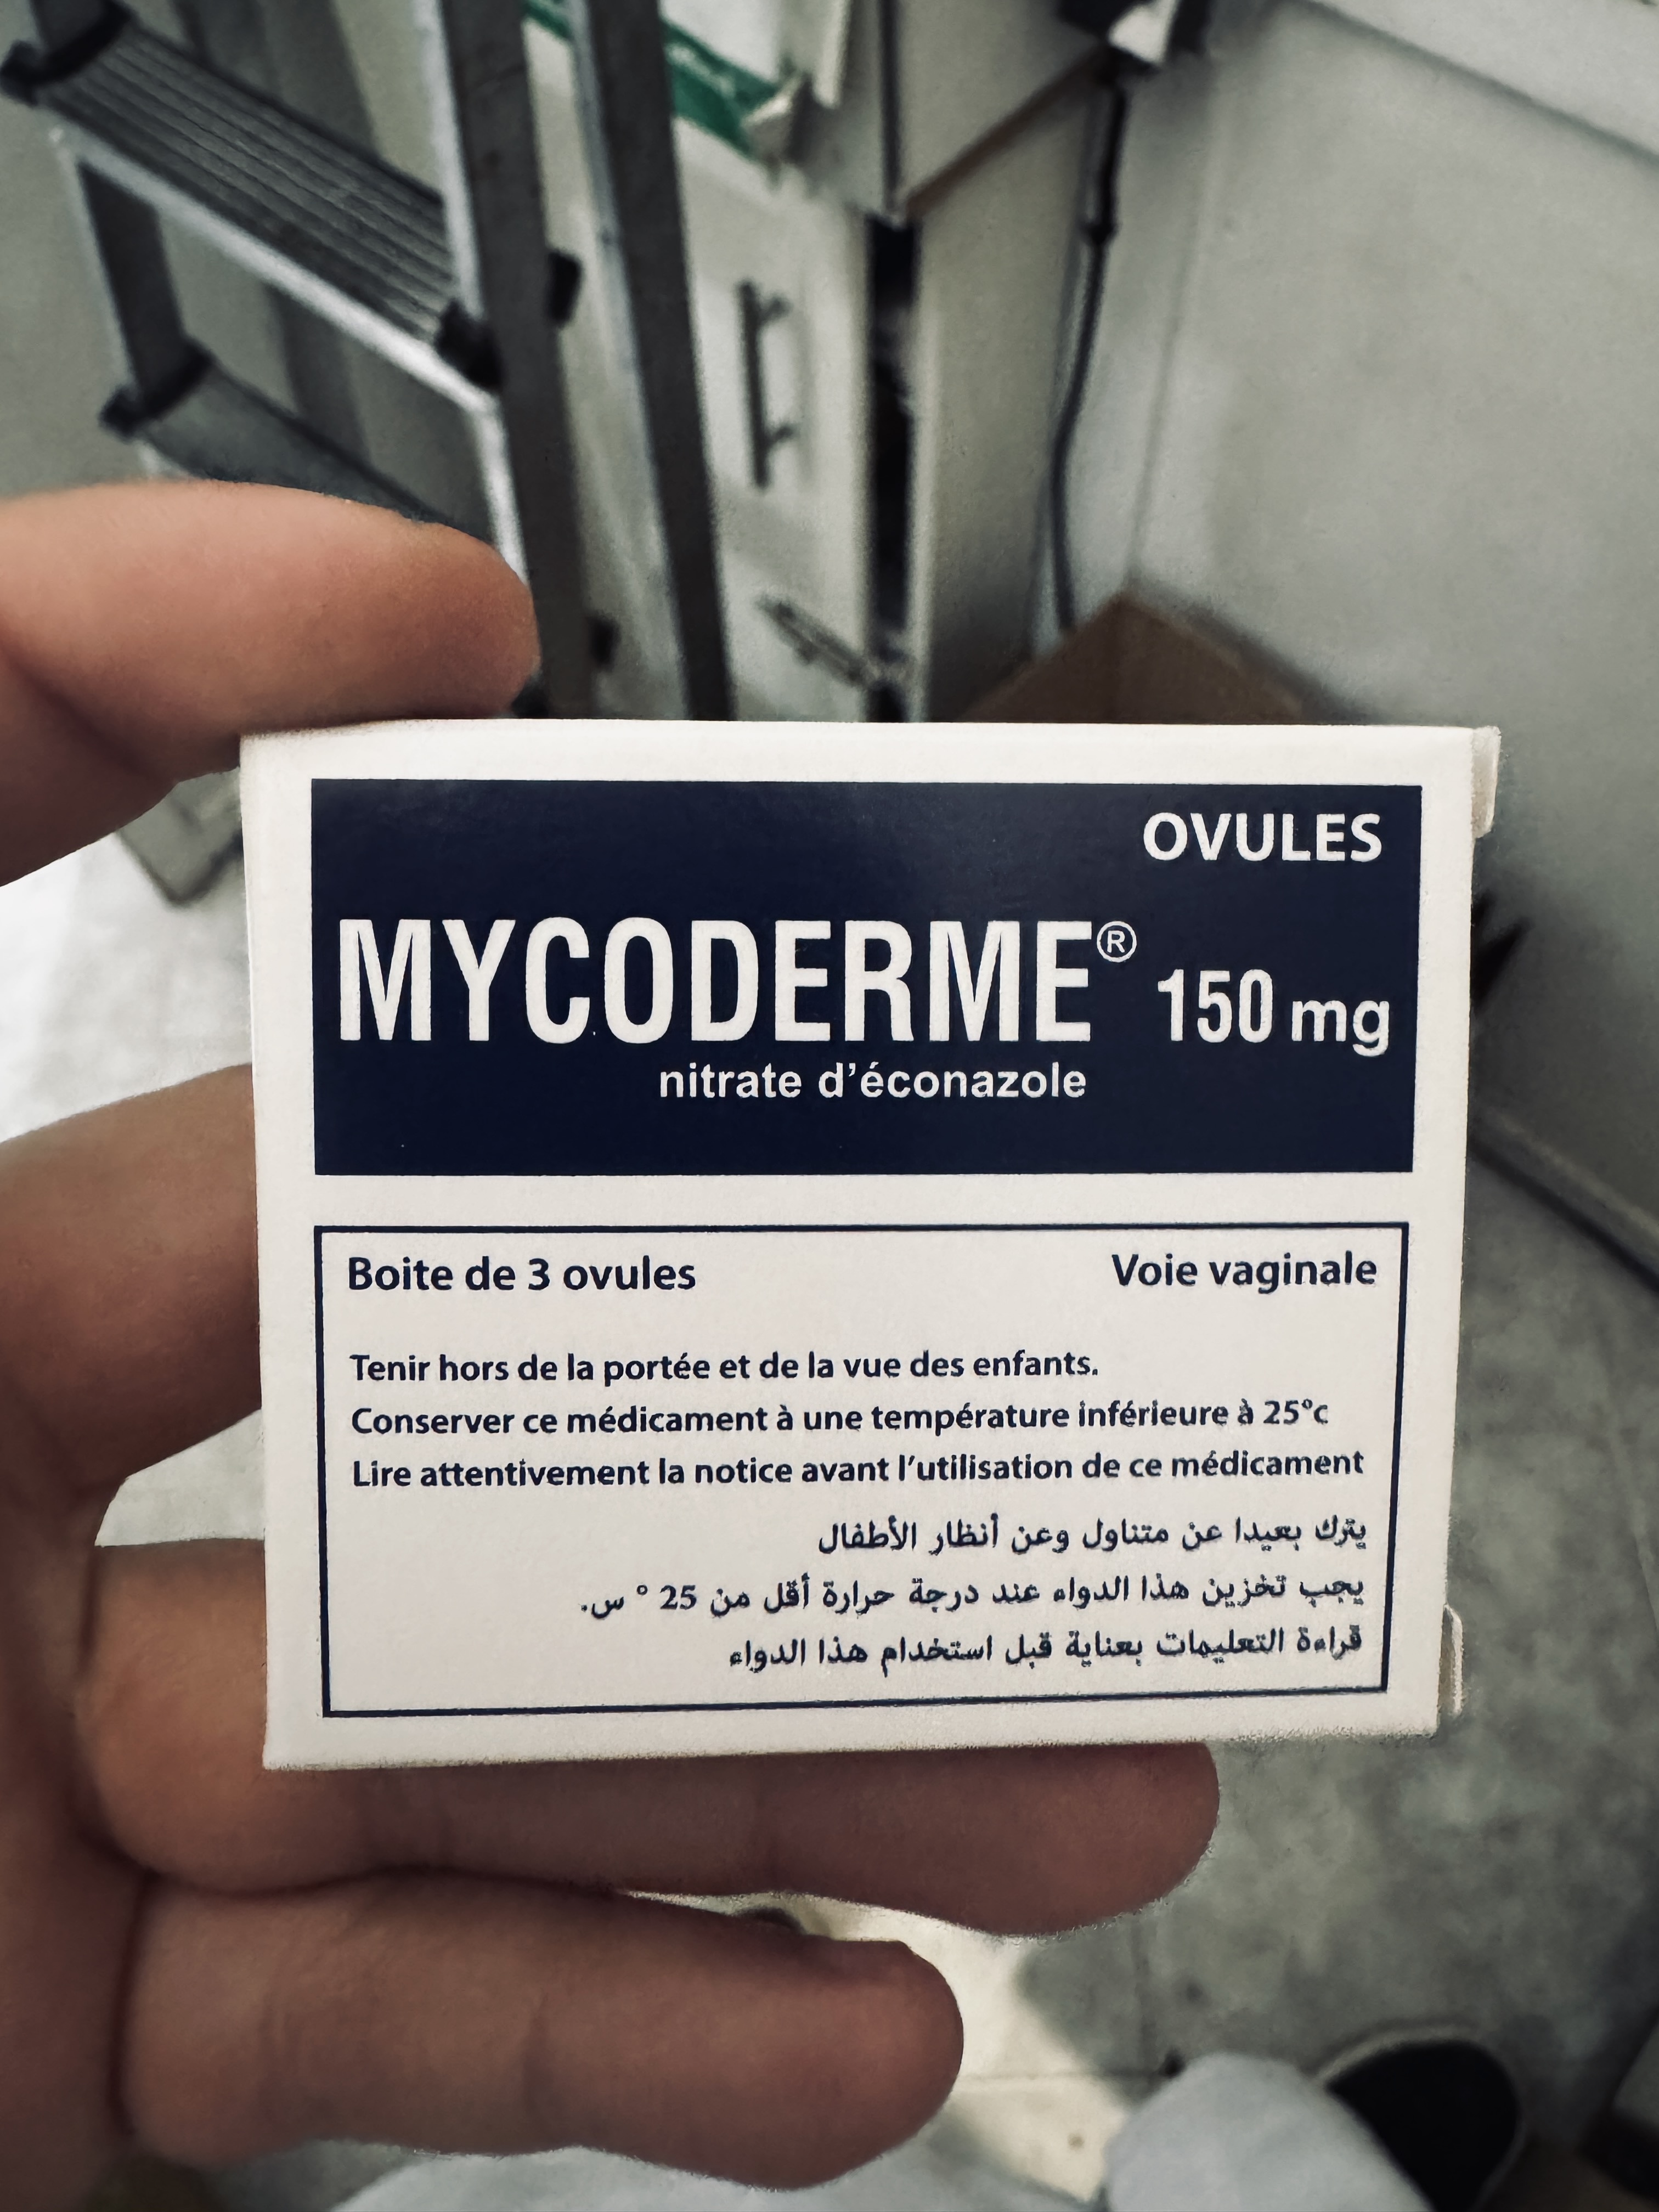 OVULES
MYCODERME® 150 mg
nitrate d’éconazole
Boite de 3 ovules
Voie vaginale
Tenir hors de la portée et de la vue des enfants.
Conserver ce médicament à une température inférieure à 25°c
Lire attentivement la notice avant l’utilisation de ce médicament
يترك بعيدا عن متناول وعن أنظار الأطفال
يجب تخزين هذا الدواء عند درجة حرارة أقل من 25 ° س.
قراءة التعليمات بعناية قبل استخدام هذا الدواء